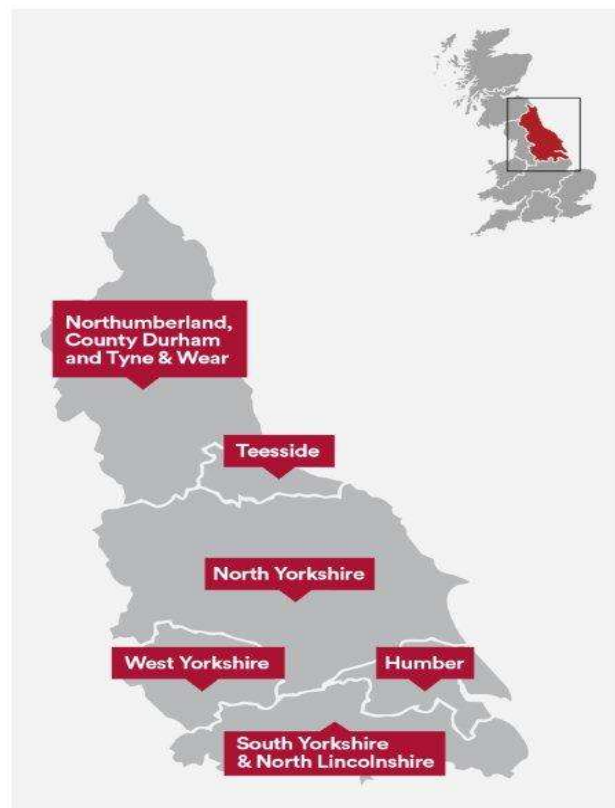 Northumberland,
County Durham
and Tyne & Wear
Teesside
North Yorkshire
West Yorkshire
Humber
South Yorkshire
& North Lincolnshire